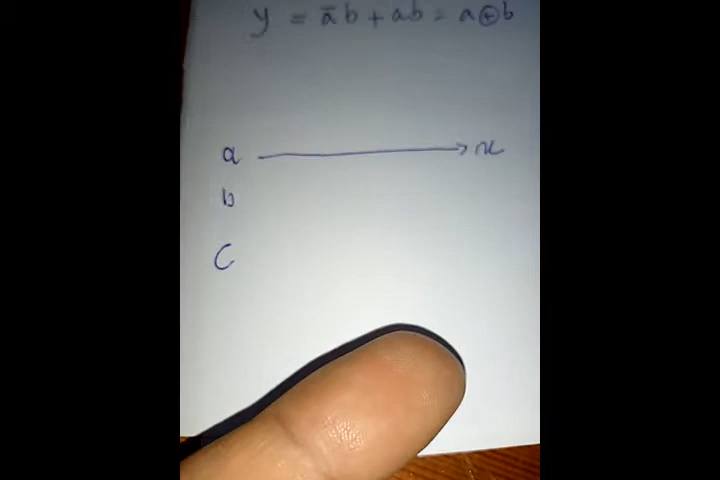 y = āb + ab = a⊕b
a → x
b
c